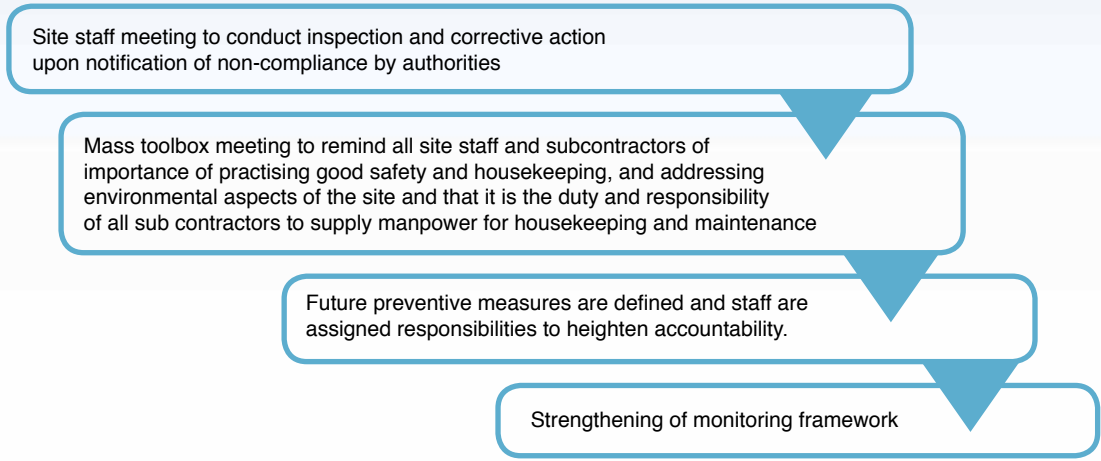 Site staff meeting to conduct inspection and corrective action
upon notification of non-compliance by authorities
Mass toolbox meeting to remind all site staff and subcontractors of
importance of practising good safety and housekeeping, and addressing
environmental aspects of the site and that it is the duty and responsibility
of all sub contractors to supply manpower for housekeeping and maintenance
Future preventive measures are defined and staff are
assigned responsibilities to heighten accountability.
Strengthening of monitoring framework